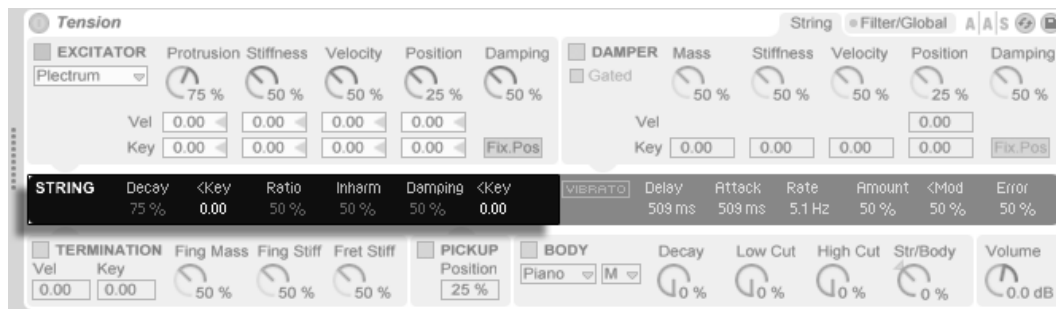 Tension String Filter/Global A A S
EXCITATOR Protrusion Stiffness Velocity Position Damping
Plectrum
75 % 50 % 50 % 25 % 50 %
Vel 0.00 0.00 0.00 0.00
Key 0.00 0.00 0.00 0.00 Fix.Pos
DAMPER Mass Stiffness Velocity Position Damping
Gated
50 % 50 % 50 % 25 % 50 %
Vel 0.00
Key 0.00 0.00 0.00 0.00 Fix.Pos
STRING Decay <Key Ratio Inharm Damping <Key
75 % 0.00 50 % 50 % 50 % 0.00
VIBRATO Delay Attack Rate Amount <Mod Error
509 ms 509 ms 5.1 Hz 50 % 50 % 50 %
TERMINATION Fing Mass Fing Stiff Fret Stiff
Vel Key
0.00 0.00 50 % 50 % 50 %
PICKUP
Position
25 %
BODY Decay Low Cut High Cut Str/Body
Piano M
0 % 0 % 0 % 0 %
Volume
0.0 dB